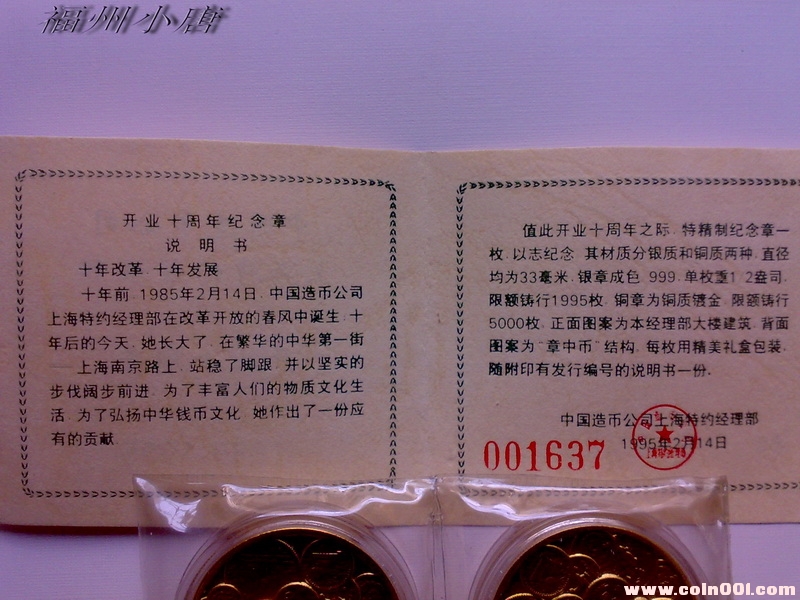 福州小唐
开业十周年纪念章
说明书
十年改革.十年发展
十年前.1985年2月14日.中国造币公司
上海特约经理部在改革开放的春风中诞生.十
年后的今天.她长大了.在繁华的中华第一街
——上海南京路上.站稳了脚跟.并以坚实的
步伐阔步前进.为了丰富人们的物质文化生
活.为了弘扬中华钱币文化.她作出了一份应
有的贡献.
值此开业十周年之际.特精制纪念章一
枚.以志纪念.其材质分银质和铜质两种.直径
均为33毫米.银章成色.999.单枚重1/2盎司.
限额铸行1995枚.铜章为铜质镀金.限额铸行
5000枚.正面图案为本经理部大楼建筑.背面
图案为“章中币”结构.每枚用精美礼盒包装.
随附印有发行编号的说明书一份.
中国造币公司上海特约经理部
1995年2月14日
001637
www.coin001.com